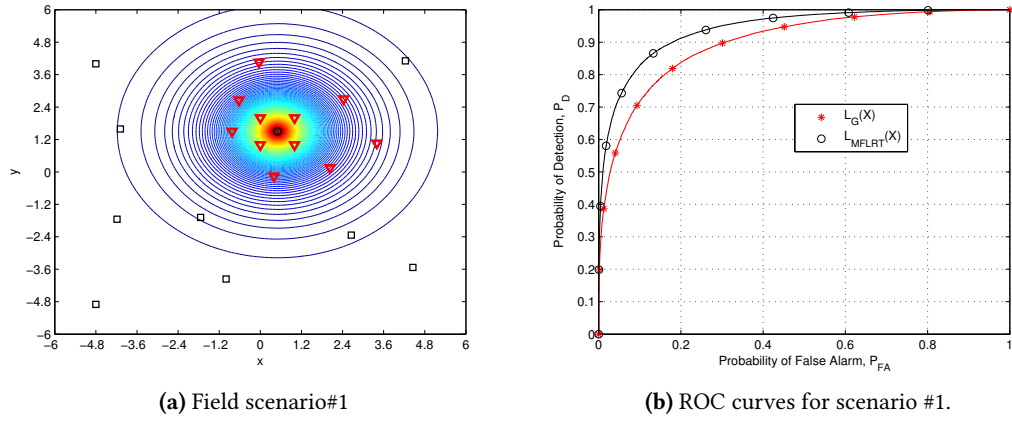 6
4.8
3.6
2.4
1.2
0
-1.2
-2.4
-3.6
-4.8
6
y
-6 -4.8 -3.6 -2.4 -1.2 0 1.2 2.4 3.6 4.8 6
x
(a) Field scenario#1
1
0.9
0.8
0.7
0.6
0.5
0.4
0.3
0.2
0.1
0
Probability of Detection, P_D
L_G(X)
L_MFLRT(X)
0 0.2 0.4 0.6 0.8 1
Probability of False Alarm, P_FA
(b) ROC curves for scenario #1.